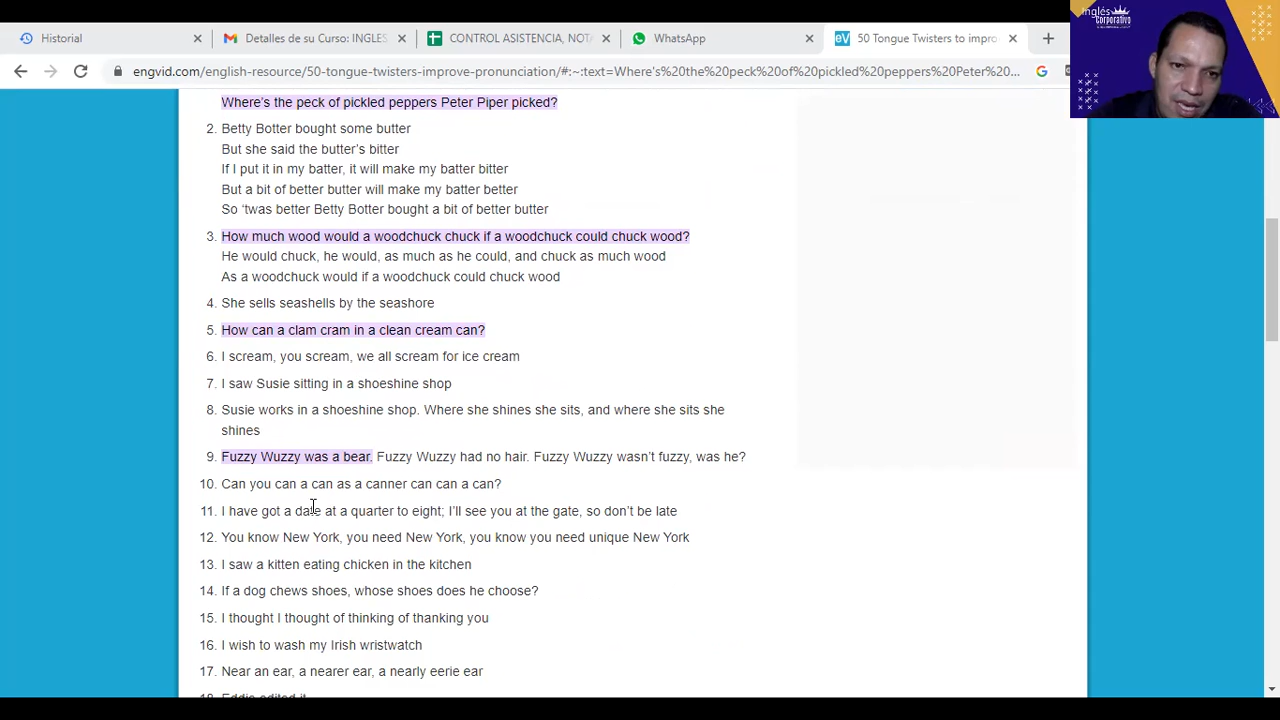 Historial
Detalles de su Curso: INGLES
CONTROL ASISTENCIA, NOTA
WhatsApp
50 Tongue Twisters to impro
Inglés
Corporativo
engvid.com/english-resource/50-tongue-twisters-improve-pronunciation/#:~:text=Where's%20the%20peck%20of%20pickled%20peppers%20Peter%20...
Where's the peck of pickled peppers Peter Piper picked?
2. Betty Botter bought some butter
But she said the butter's bitter
If I put it in my batter, it will make my batter bitter
But a bit of better butter will make my batter better
So 'twas better Betty Botter bought a bit of better butter
3. How much wood would a woodchuck chuck if a woodchuck could chuck wood?
He would chuck, he would, as much as he could, and chuck as much wood
As a woodchuck would if a woodchuck could chuck wood
4. She sells seashells by the seashore
5. How can a clam cram in a clean cream can?
6. I scream, you scream, we all scream for ice cream
7. I saw Susie sitting in a shoeshine shop
8. Susie works in a shoeshine shop. Where she shines she sits, and where she sits she
shines
9. Fuzzy Wuzzy was a bear. Fuzzy Wuzzy had no hair. Fuzzy Wuzzy wasn't fuzzy, was he?
10. Can you can a can as a canner can can a can?
11. I have got a date at a quarter to eight; I'll see you at the gate, so don't be late
12. You know New York, you need New York, you know you need unique New York
13. I saw a kitten eating chicken in the kitchen
14. If a dog chews shoes, whose shoes does he choose?
15. I thought I thought of thinking of thanking you
16. I wish to wash my Irish wristwatch
17. Near an ear, a nearer ear, a nearly eerie ear
18. Eddie edited it